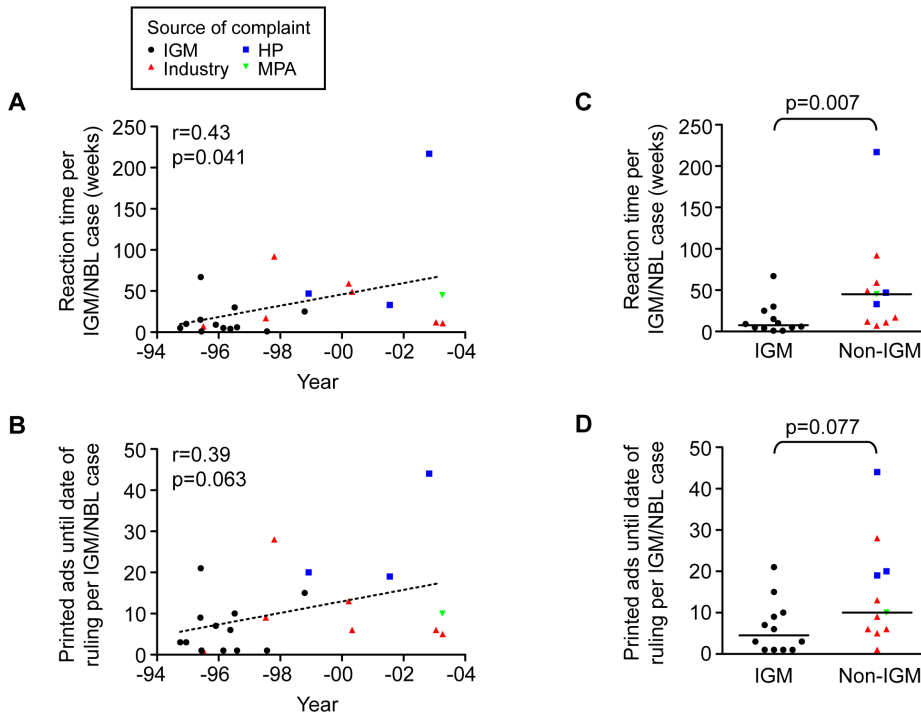 Source of complaint
IGM HP
Industry MPA
A
Reaction time per
IGM/NBL case (weeks)
r=0.43
p=0.041
250
200
150
100
50
0
-94 -96 -98 -00 -02 -04
Year
C
Reaction time per
IGM/NBL case (weeks)
p=0.007
250
200
150
100
50
0
IGM Non-IGM
B
Printed ads until date of
ruling per IGM/NBL case
r=0.39
p=0.063
50
40
30
20
10
0
-94 -96 -98 -00 -02 -04
Year
D
Printed ads until date of
ruling per IGM/NBL case
p=0.077
50
40
30
20
10
0
IGM Non-IGM